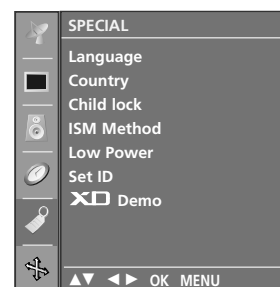 SPECIAL
Language
Country
Child lock
ISM Method
Low Power
Set ID
XD Demo
▲▼ ◄► OK MENU